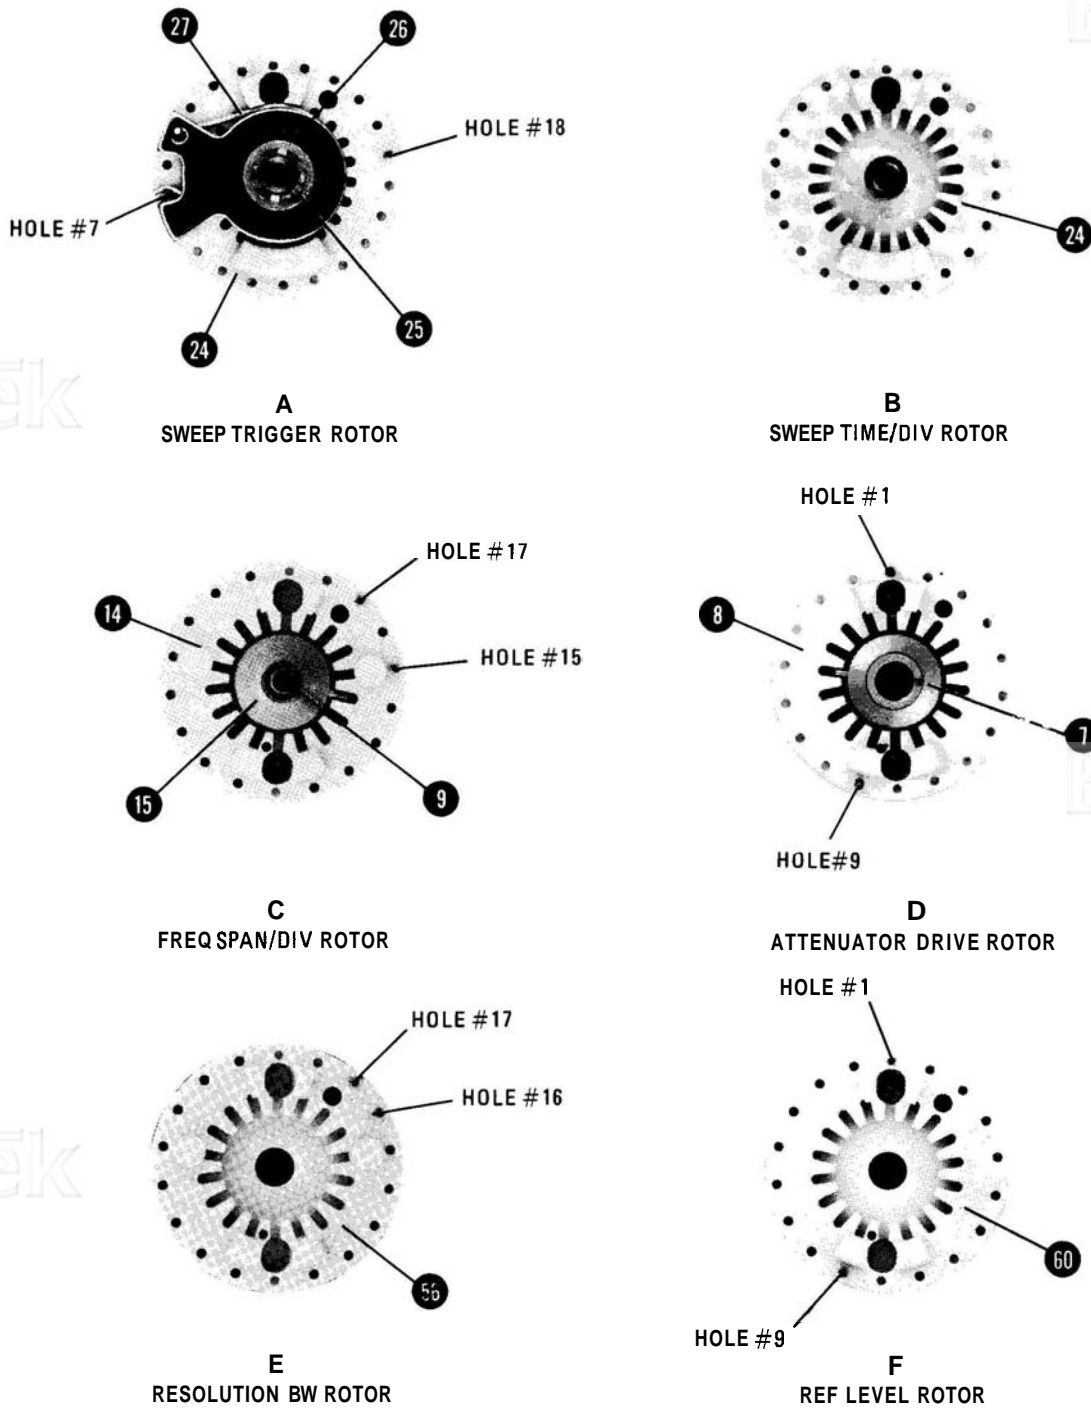 27
26
HOLE #18
HOLE #7
24
25
24
A
SWEEP TRIGGER ROTOR
B
SWEEP TIME/DIV ROTOR
HOLE #1
HOLE #17
14
8
HOLE #15
7
15
9
HOLE#9
C
FREQ SPAN/DIV ROTOR
D
ATTENUATOR DRIVE ROTOR
HOLE #1
HOLE #17
HOLE #16
56
60
HOLE #9
E
RESOLUTION BW ROTOR
F
REF LEVEL ROTOR